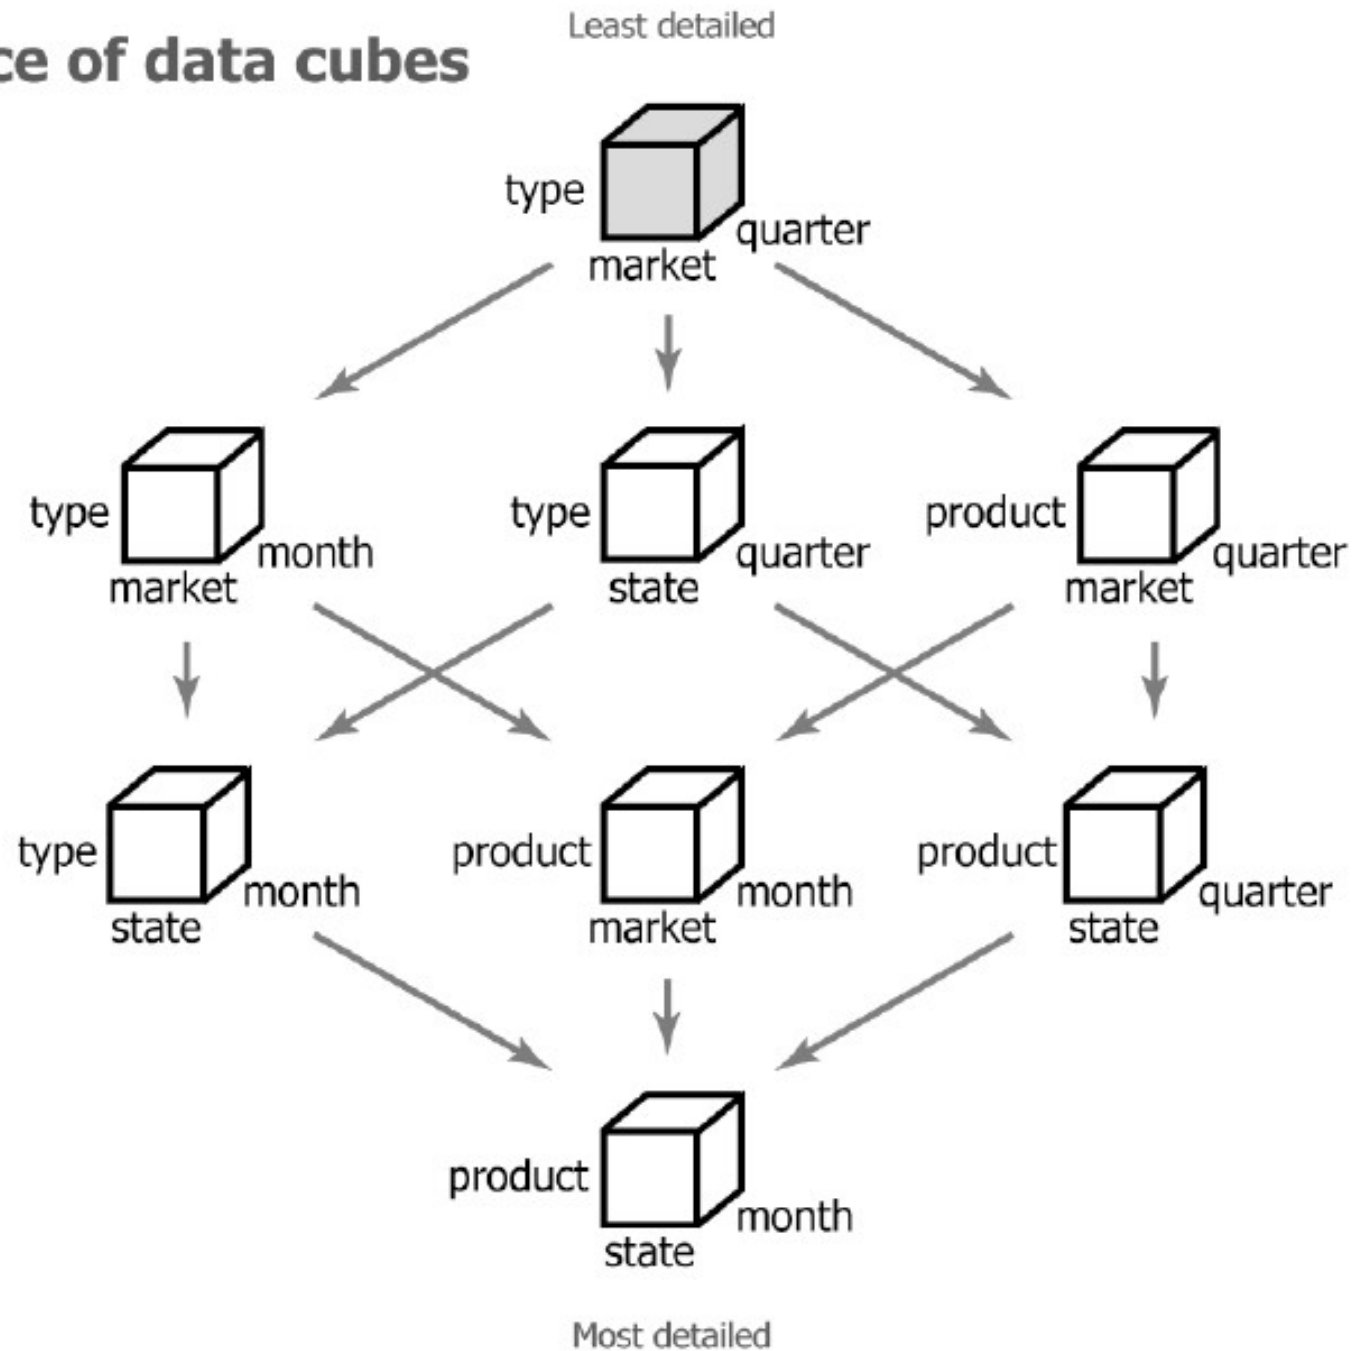 Least detailed
ce of data cubes
type
quarter
market
type
month
market
type
quarter
state
product
quarter
market
type
month
state
product
month
market
product
quarter
state
product
month
state
Most detailed